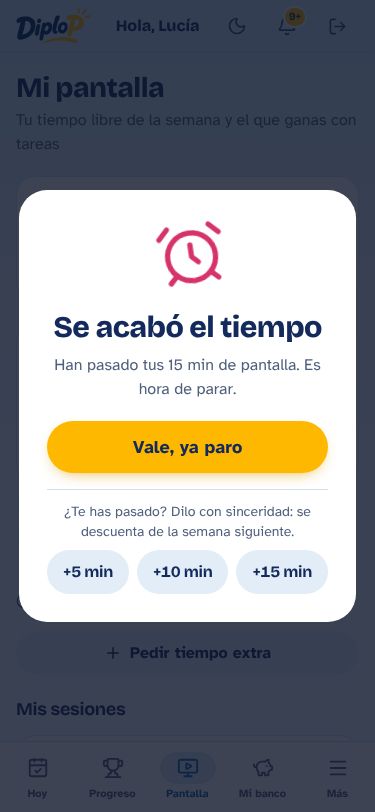 DiploP
Hola, Lucía
9+
Mi pantalla
Tu tiempo libre de la semana y el que ganas con
tareas
Se acabó el tiempo
Han pasado tus 15 min de pantalla. Es
hora de parar.
Vale, ya paro
¿Te has pasado? Dilo con sinceridad: se
descuenta de la semana siguiente.
+5 min +10 min +15 min
+ Pedir tiempo extra
Mis sesiones
Hoy Progreso Pantalla Mi banco Más